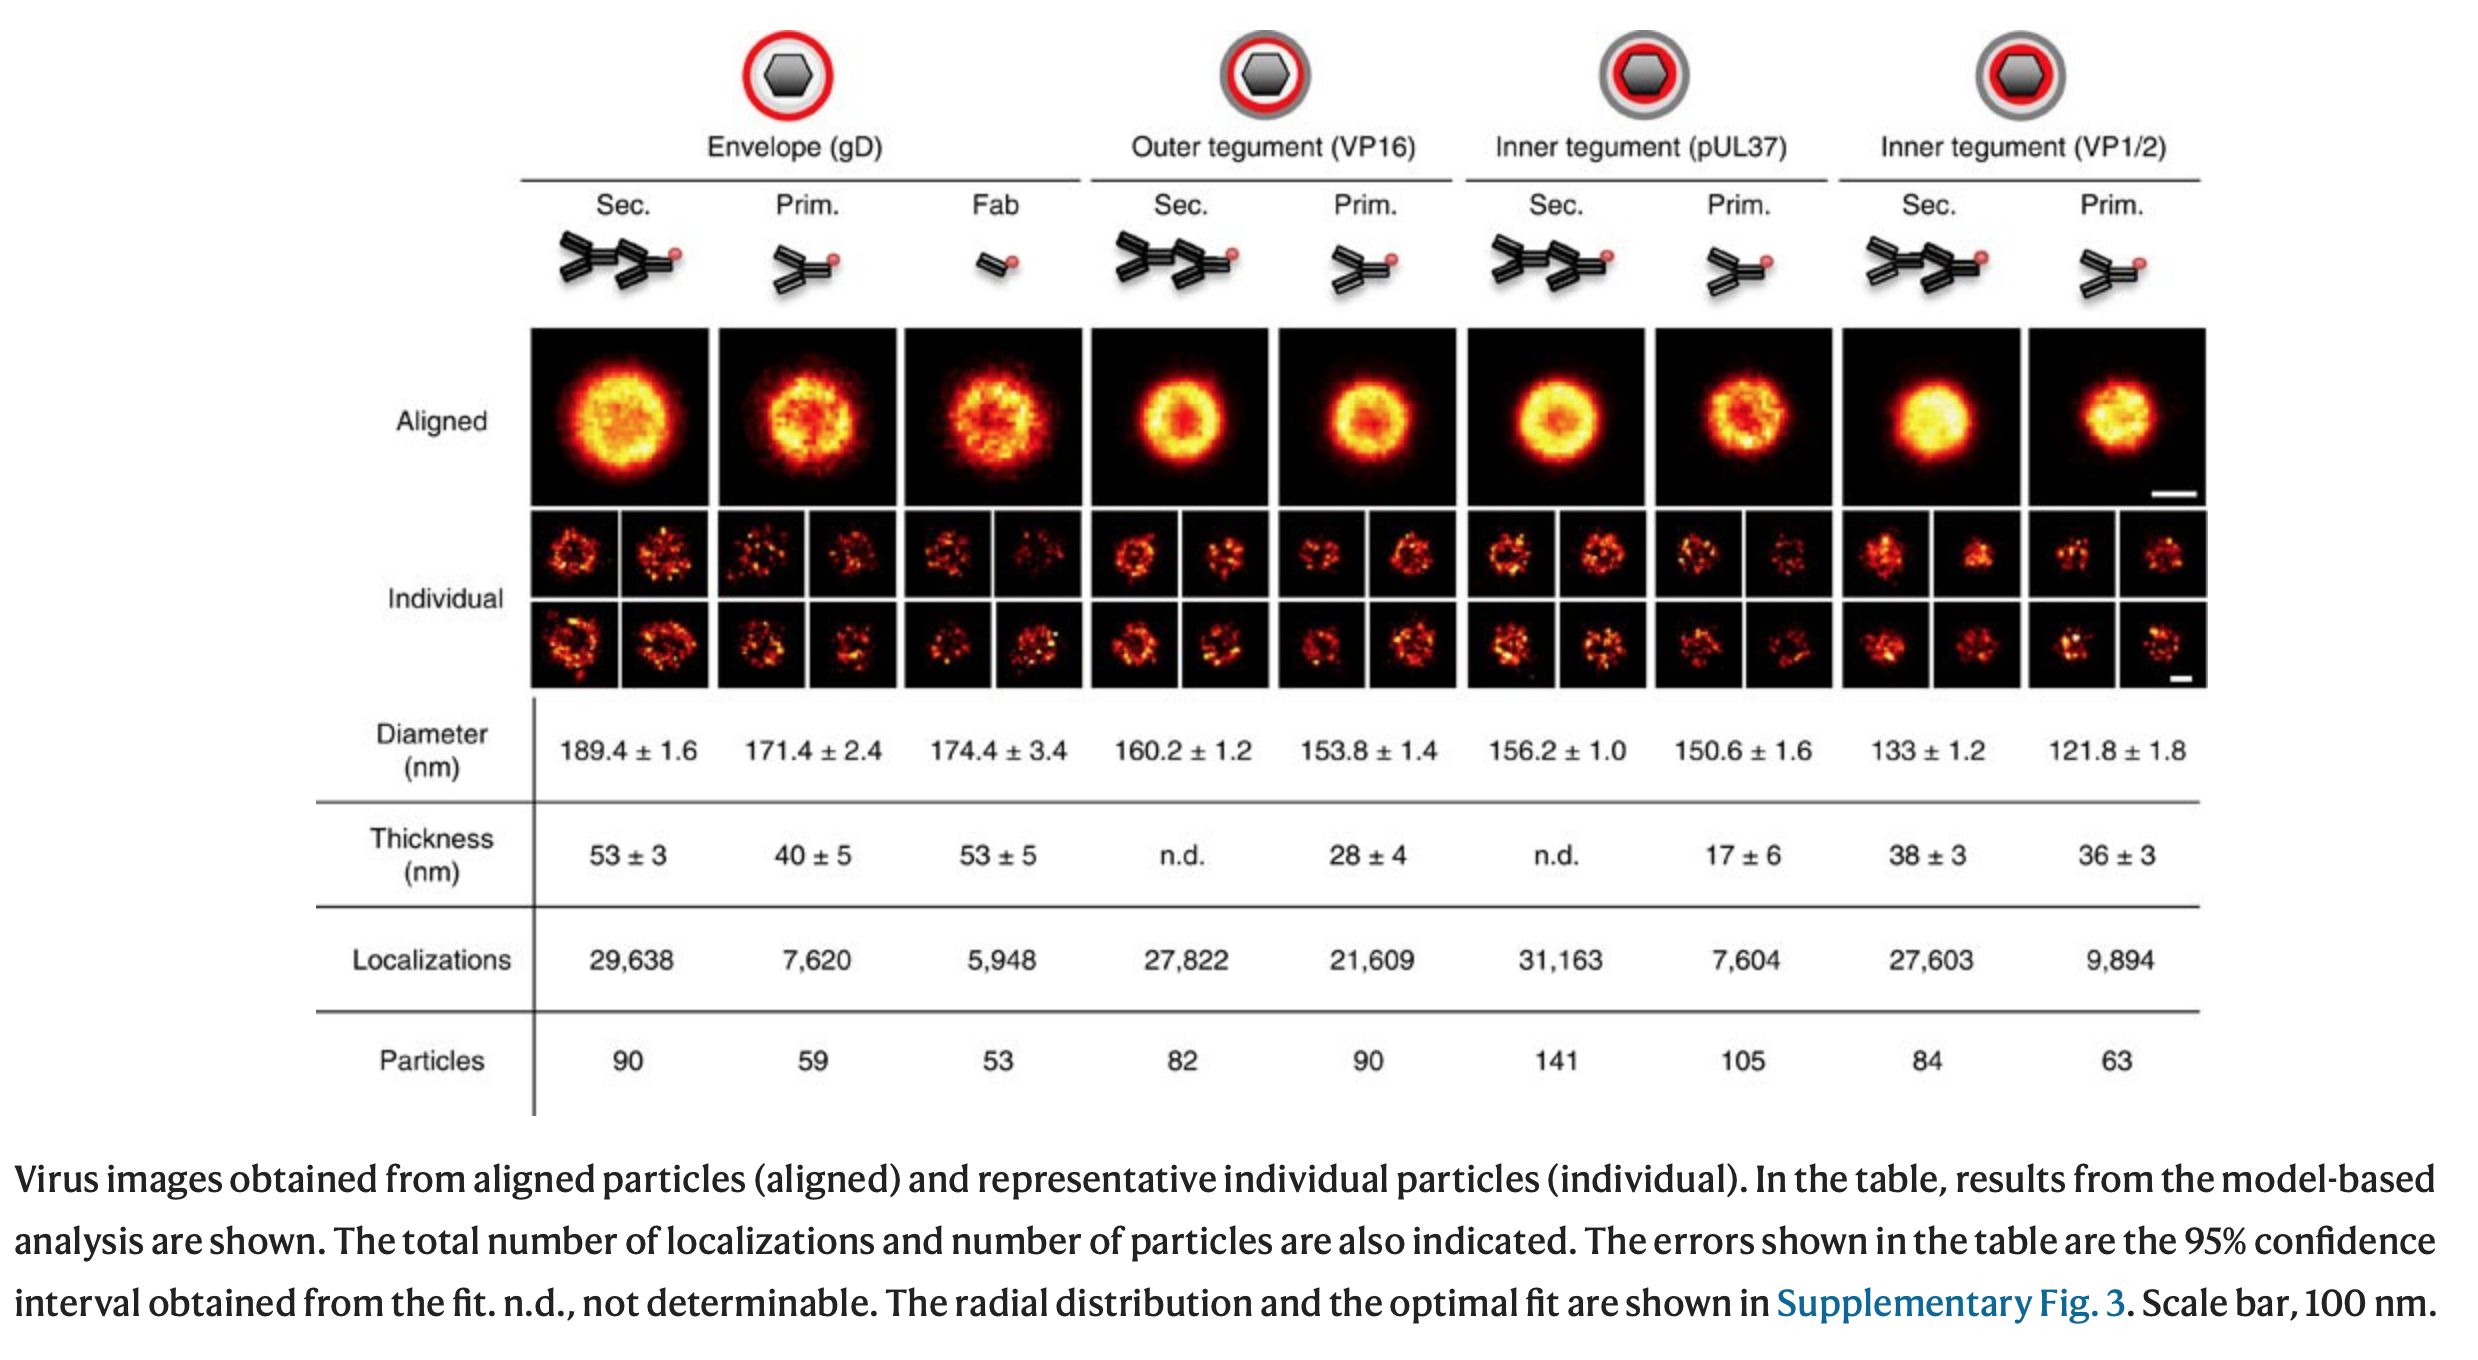 Envelope (gD) Outer tegument (VP16) Inner tegument (pUL37) Inner tegument (VP1/2)
Sec. Prim. Fab Sec. Prim. Sec. Prim. Sec. Prim.
Aligned
Individual
Diameter
(nm) 189.4 ± 1.6 171.4 ± 2.4 174.4 ± 3.4 160.2 ± 1.2 153.8 ± 1.4 156.2 ± 1.0 150.6 ± 1.6 133 ± 1.2 121.8 ± 1.8
Thickness
(nm) 53 ± 3 40 ± 5 53 ± 5 n.d. 28 ± 4 n.d. 17 ± 6 38 ± 3 36 ± 3
Localizations 29,638 7,620 5,948 27,822 21,609 31,163 7,604 27,603 9,894
Particles 90 59 53 82 90 141 105 84 63
Virus images obtained from aligned particles (aligned) and representative individual particles (individual). In the table, results from the model-based
analysis are shown. The total number of localizations and number of particles are also indicated. The errors shown in the table are the 95% confidence
interval obtained from the fit. n.d., not determinable. The radial distribution and the optimal fit are shown in Supplementary Fig. 3. Scale bar, 100 nm.